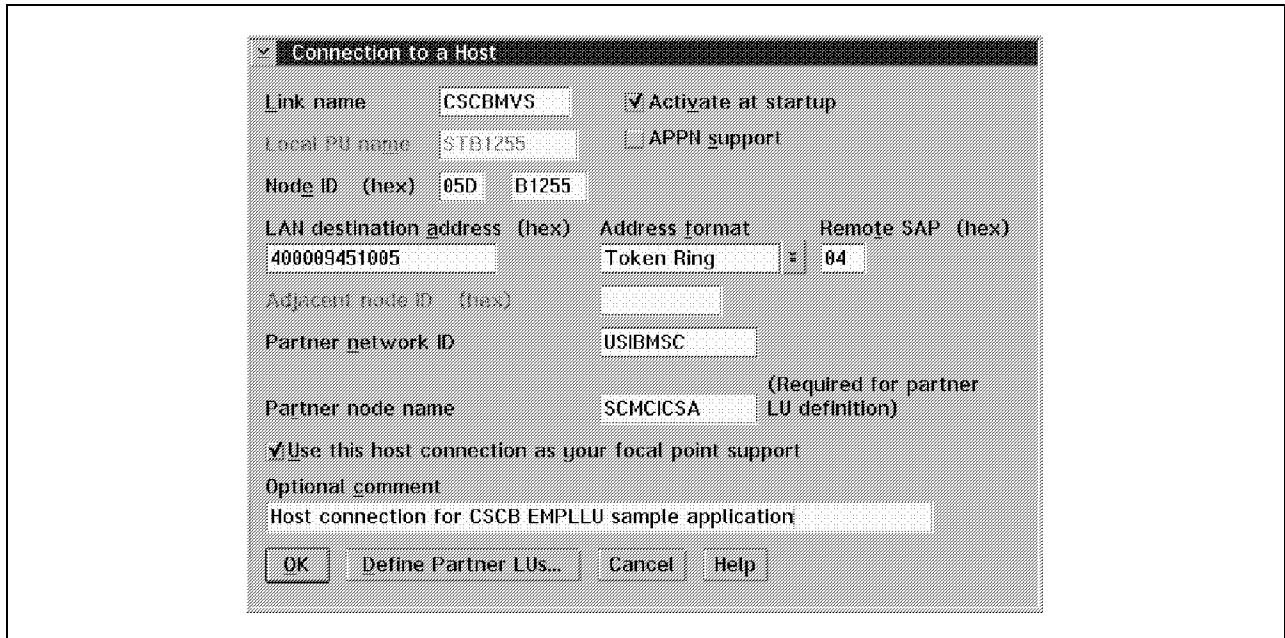 Connection to a Host
Link name CSCBMVS Activate at startup
Local PU name STB1255 APPN support
Node ID (hex) 05D B1255
LAN destination address (hex) Address format Remote SAP (hex)
400009451005 Token Ring 04
Adjacent node ID (hex)
Partner network ID USIBMSC
(Required for partner
Partner node name SCMCICSA LU definition)
Use this host connection as your focal point support
Optional comment
Host connection for CSCB EMPLLU sample application
OK Define Partner LUs... Cancel Help